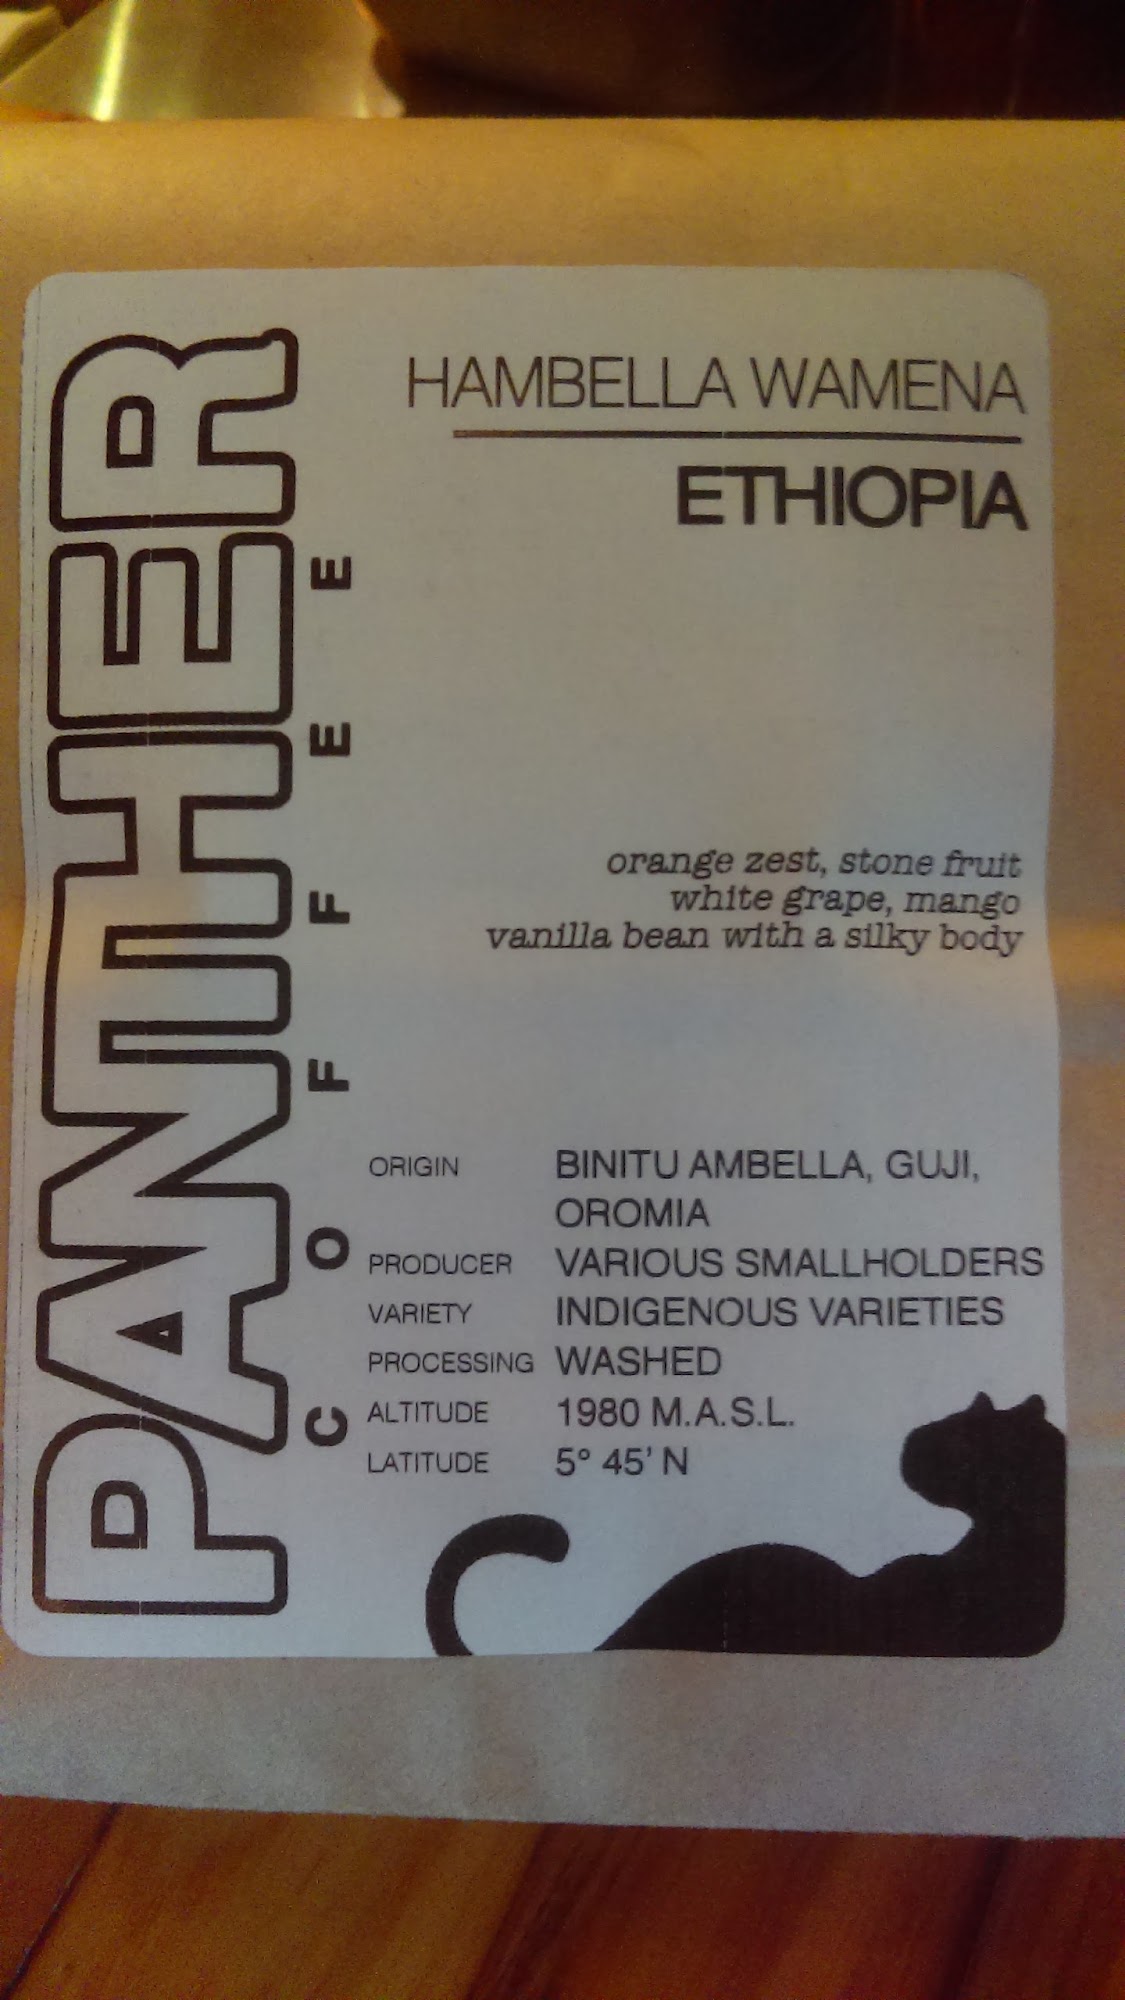 PANTHER
COFFEE
HAMBELLA WAMENA
ETHIOPIA
orange zest, stone fruit
white grape, mango
vanilla bean with a silky body
ORIGIN BINITU AMBELLA, GUJI,
OROMIA
PRODUCER VARIOUS SMALLHOLDERS
VARIETY INDIGENOUS VARIETIES
PROCESSING WASHED
ALTITUDE 1980 M.A.S.L.
LATITUDE 5° 45' N